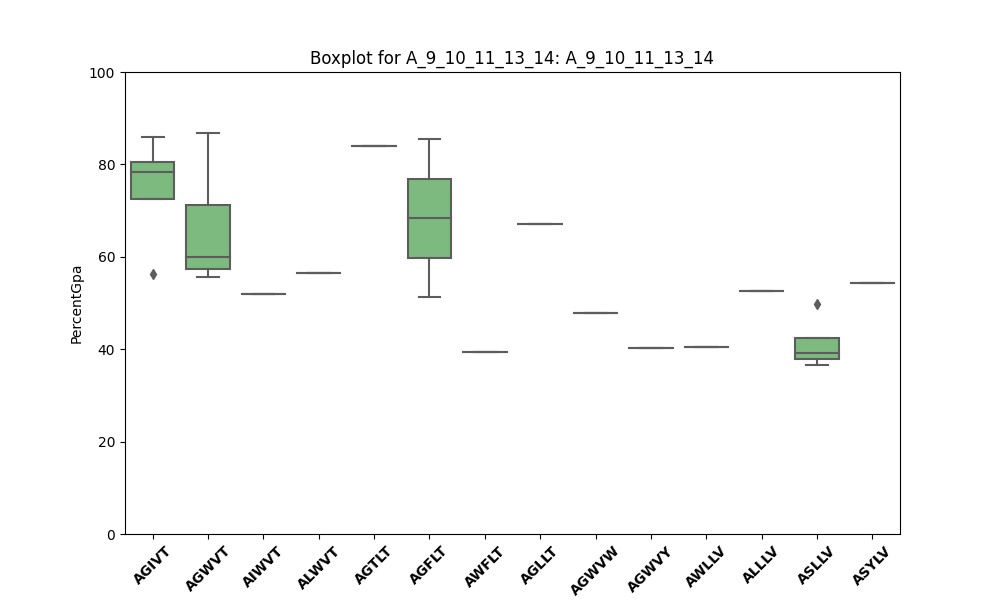 Boxplot for A_9_10_11_13_14: A_9_10_11_13_14
PercentGpa
100
80
60
40
20
0
AGIVT
AGWVT
AIWVT
ALWVT
AGTLT
AGFLT
AWFLT
AGLLT
AGWVW
AGWVY
AWLLV
ALLLV
ASLLV
ASYLV